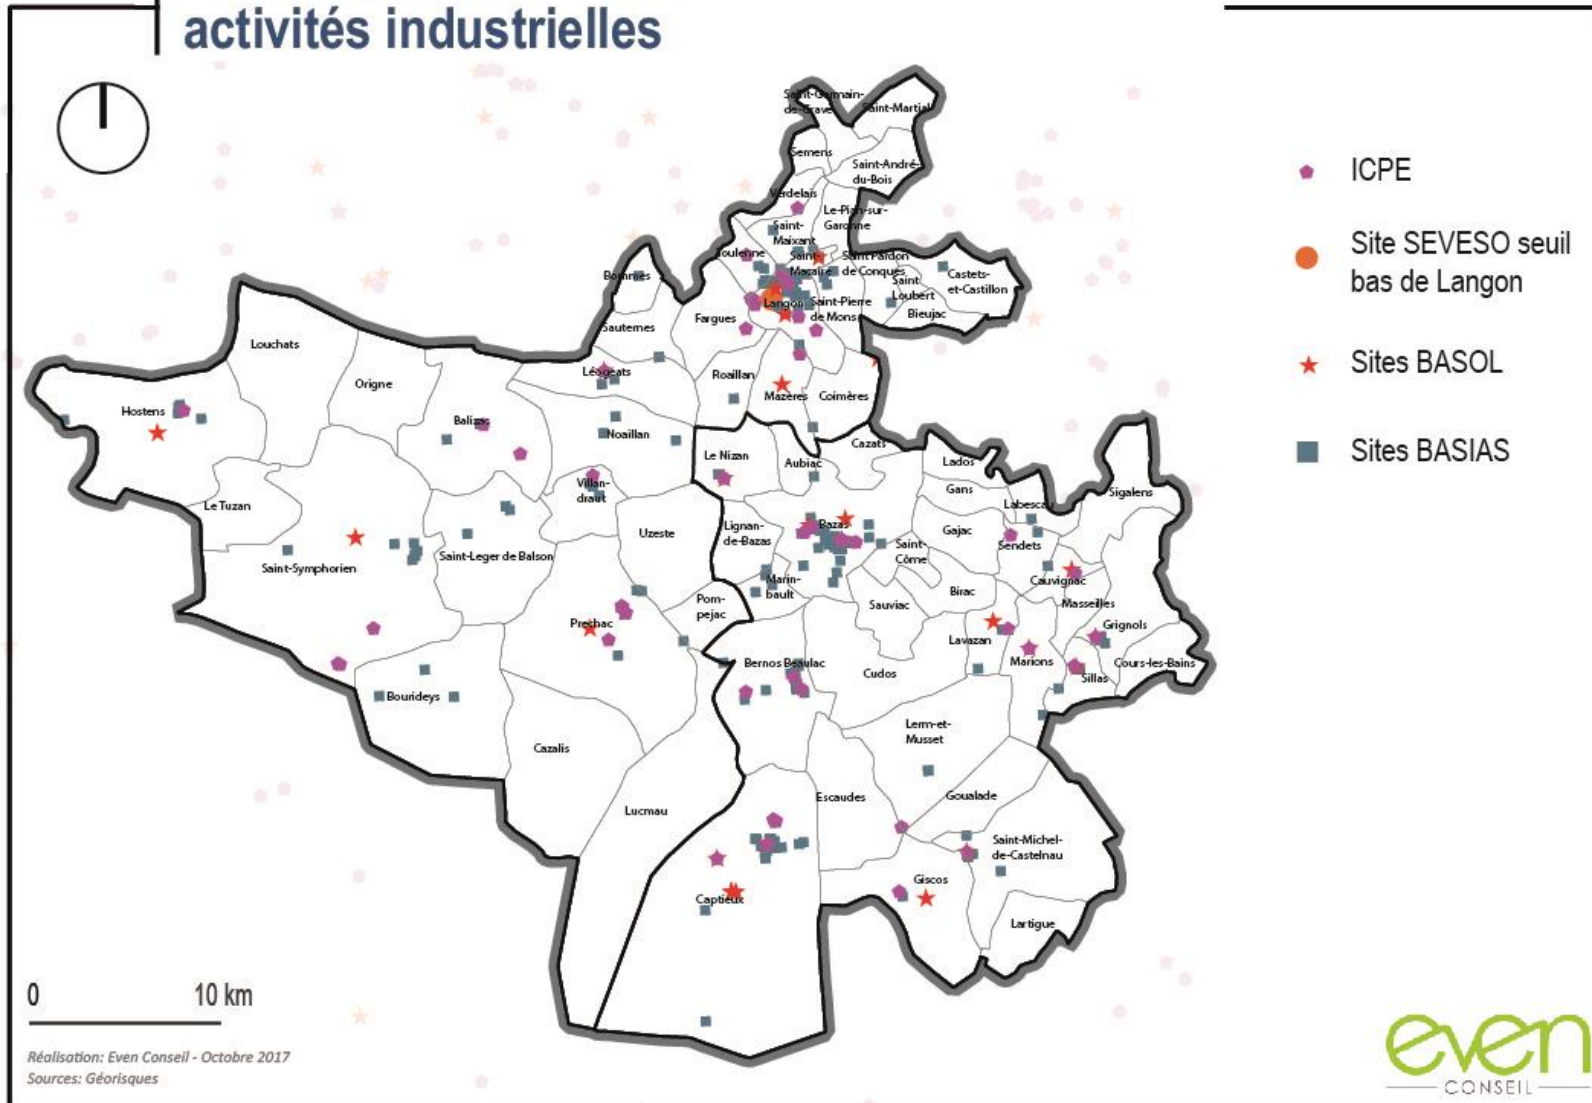 activités industrielles
Saint-Germain-
de-Grave
Saint-Martial
Semens
Saint-André-
du-Bois
Verdelais
Le-Pian-sur-
Garonne
Saint-
Maixant
Toulenne
Saint-
Macaire
Saint Pardon
de Conques
Castets-
et-Castillon
Saint
Loubert
Bieujac
Bommes
Langon
Saint-Pierre
de Mons
Fargues
Sauternes
Louchats
Origne
Léogeats
Roaillan
Mazères
Coimères
Hostens
Balizac
Noaillan
Le Nizan
Aubiac
Cazats
Lados
Gans
Sigalens
Villan-
draut
Labescau
Le Tuzan
Uzeste
Lignan-
de-Bazas
Bazas
Gajac
Sendets
Saint-Symphorien
Saint-Leger de Balson
Saint-
Côme
Marin-
bault
Cauvignac
Birac
Masseilles
Pom-
pejac
Sauviac
Prechac
Grignols
Lavazan
Marions
Cours-les-Bains
Bernos Beaulac
Cudos
Sillas
Bourideys
Lerm-et-
Musset
Cazalis
Escaudes
Goualade
Lucmau
Saint-Michel-
de-Castelnau
Giscos
Captieux
Lartigue
ICPE
Site SEVESO seuil
bas de Langon
Sites BASOL
Sites BASIAS
0 10 km
Réalisation: Even Conseil - Octobre 2017
Sources: Géorisques
even
CONSEIL